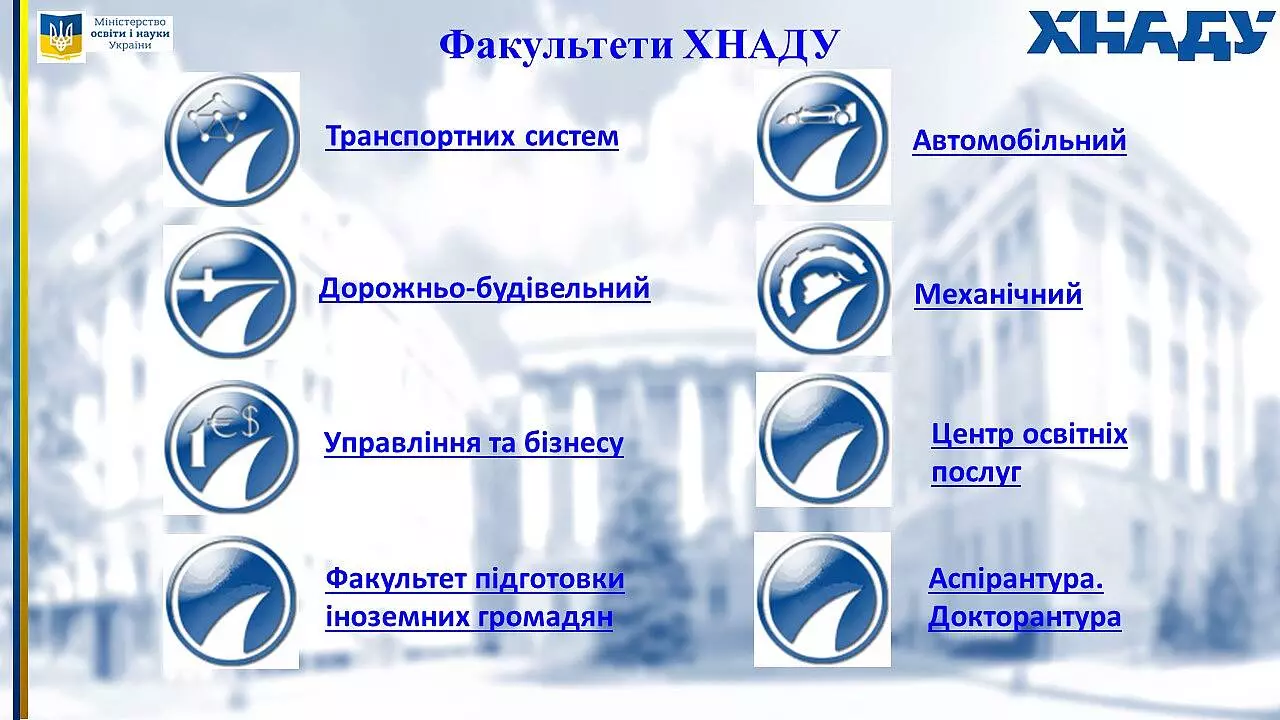 Міністерство
освіти і науки
України
Факультети ХНАДУ
ХНАДУ
Транспортних систем
Автомобільний
Дорожньо-будівельний
Механічний
€$
Управління та бізнесу
Центр освітніх
послуг
Факультет підготовки
іноземних громадян
Аспірантура.
Докторантура